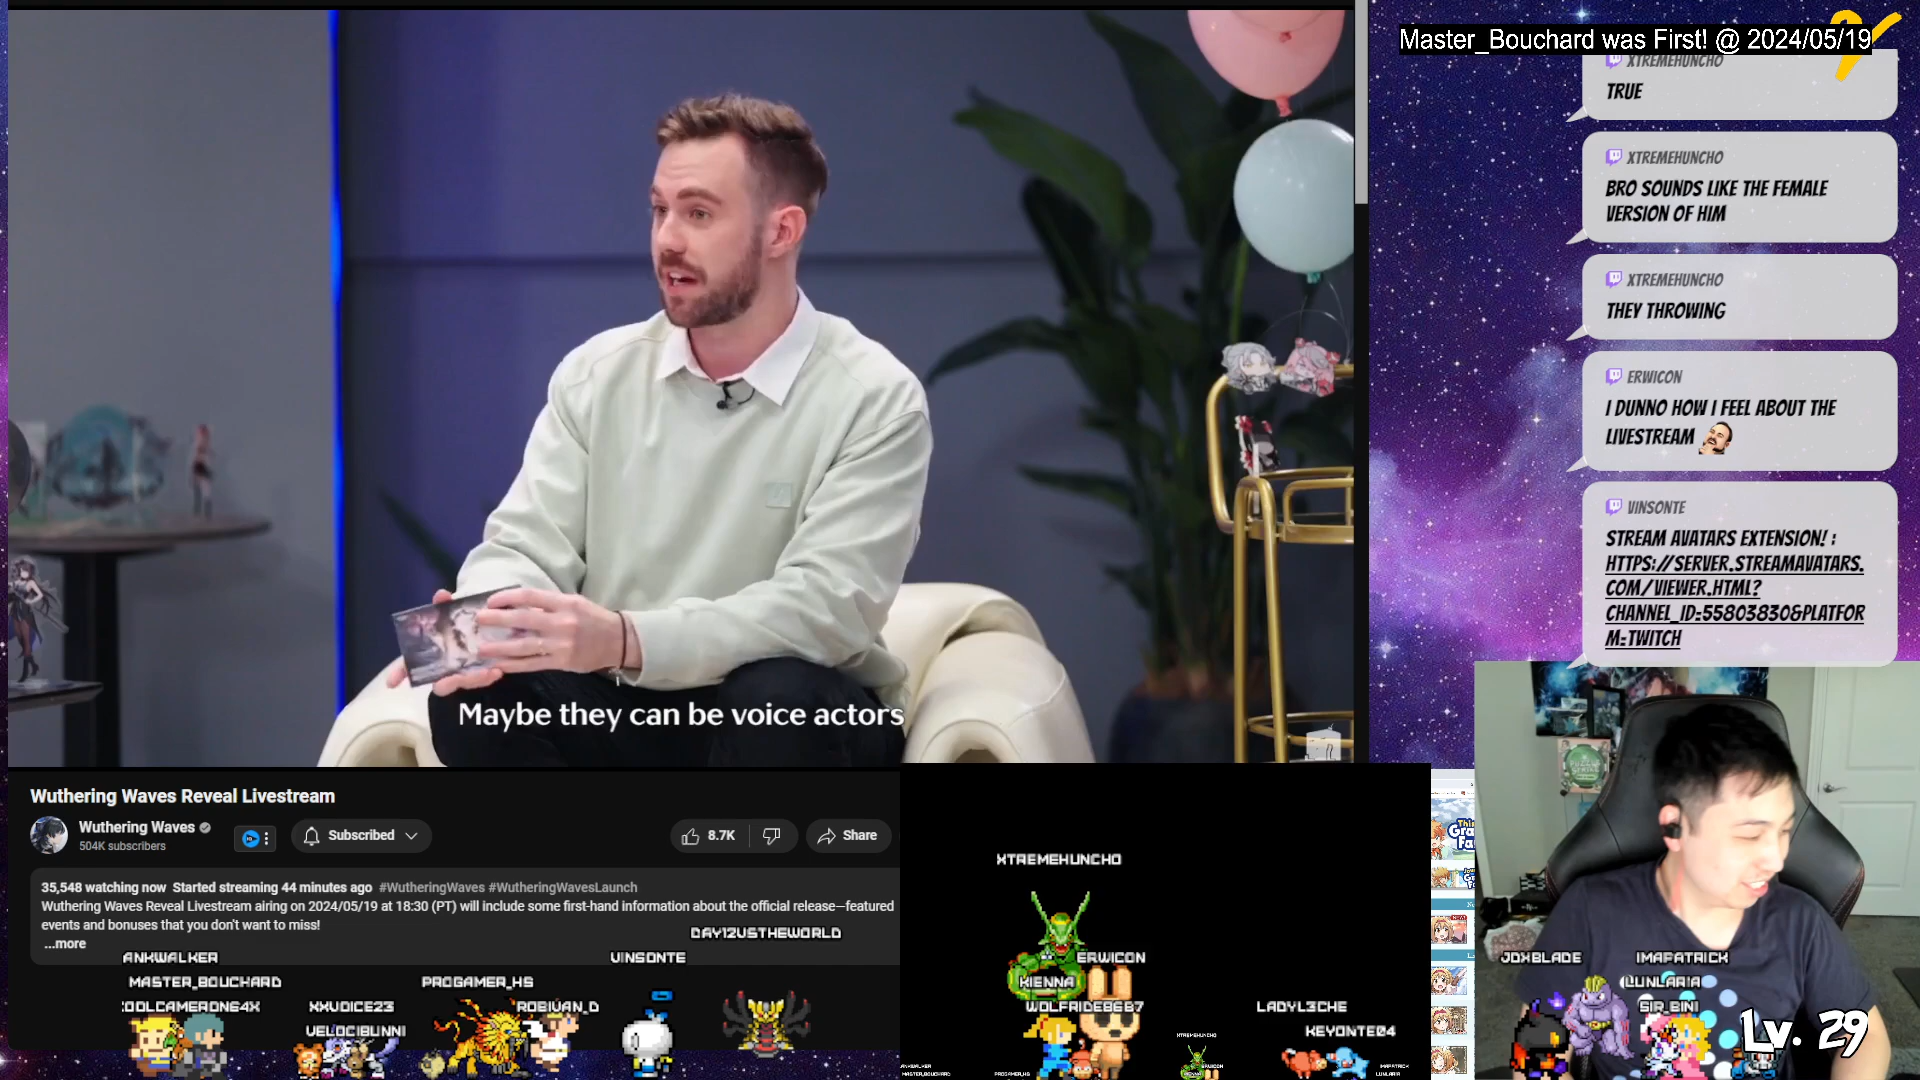 Master_Bouchard was First! @ 2024/05/19
XTREMEHUNCHO
TRUE
XTREMEHUNCHO
BRO SOUNDS LIKE THE FEMALE
VERSION OF HIM
XTREMEHUNCHO
THEY THROWING
ERWICON
I DUNNO HOW I FEEL ABOUT THE
LIVESTREAM
VINSONTE
STREAM AVATARS EXTENSION! :
HTTPS://SERVER.STREAMAVATARS.
COM/VIEWER.HTML?
CHANNEL_ID=55803830&PLATFOR
M=TWITCH
Maybe they can be voice actors
Wuthering Waves Reveal Livestream
Wuthering Waves
504K subscribers
Subscribed
8.7K
Share
35,548 watching now Started streaming 44 minutes ago #WutheringWaves #WutheringWavesLaunch
Wuthering Waves Reveal Livestream airing on 2024/05/19 at 18:30 (PT) will include some first-hand information about the official release—featured
events and bonuses that you don't want to miss!
...more
DAY12VSTHEWORLD
ANKWALKER
VINSONTE
MASTER_BOUCHARD
PROGAMER_HS
XXVOICE23
ROBIVAN_D
VELOCIBUNNI
XTREMEHUNCHO
ERWICON
KIENNA
WOLFRIDE8687
LADYL3CHE
KEYONTE04
JDXBLADE
IMAPATRICK
LUNLARIA
SIR_BINI
Lv. 29